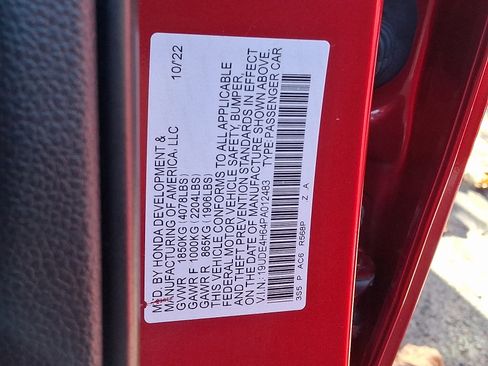 MFD. BY HONDA DEVELOPMENT &
MANUFACTURING OF AMERICA, LLC 10/22
GVWR 1850KG (4078LBS)
GAWR F 1000KG (2204LBS)
GAWR R 865KG (1906LBS)
THIS VEHICLE CONFORMS TO ALL APPLICABLE
FEDERAL MOTOR VEHICLE SAFETY, BUMPER,
AND THEFT PREVENTION STANDARDS IN EFFECT
ON THE DATE OF MANUFACTURE SHOWN ABOVE.
V.I.N.: 19UDE4H64PA012483 TYPE:PASSENGER CAR
3S5 P AC6 R568P Z A